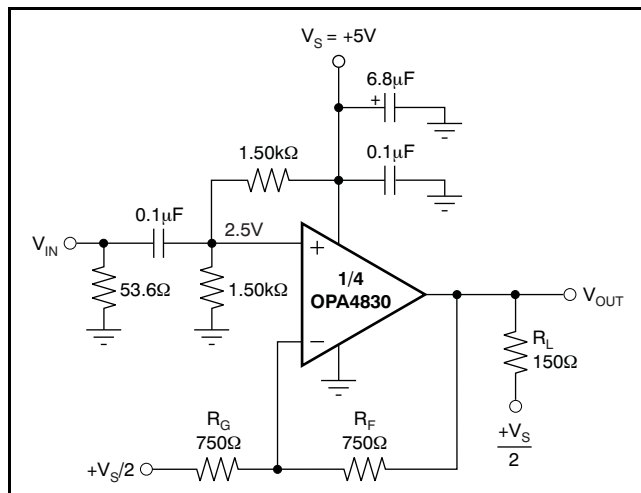 V_S = +5V
6.8µF
+
1.50kΩ
0.1µF
0.1µF
2.5V
V_IN
+
53.6Ω
1.50kΩ
1/4
OPA4830
V_OUT
−
R_L
150Ω
R_G
750Ω
R_F
750Ω
+V_S/2
+V_S
2